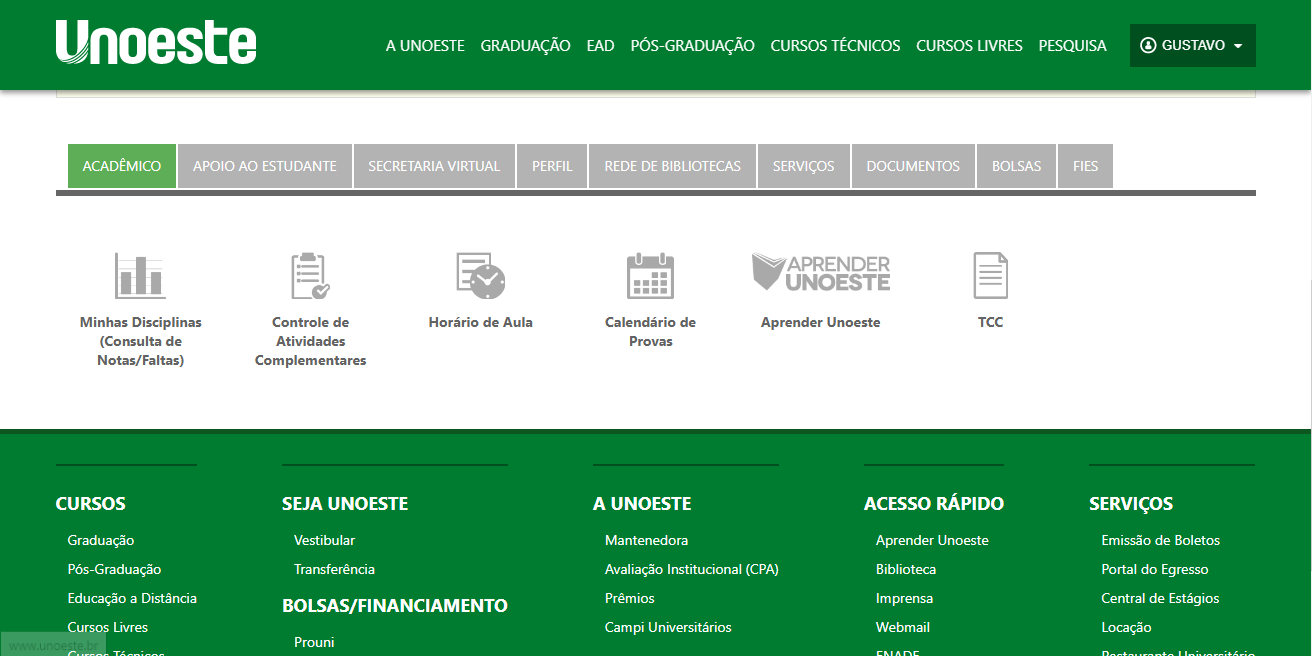 Unoeste
A UNOESTE GRADUAÇÃO EAD PÓS-GRADUAÇÃO CURSOS TÉCNICOS CURSOS LIVRES PESQUISA GUSTAVO
ACADÊMICO APOIO AO ESTUDANTE SECRETARIA VIRTUAL PERFIL REDE DE BIBLIOTECAS SERVIÇOS DOCUMENTOS BOLSAS FIES
APRENDER
UNOESTE
Minhas Disciplinas
(Consulta de
Notas/Faltas)
Controle de
Atividades
Complementares
Horário de Aula
Calendário de
Provas
Aprender Unoeste
TCC
CURSOS
Graduação
Pós-Graduação
Educação a Distância
Cursos Livres
Cursos Técnicos
SEJA UNOESTE
Vestibular
Transferência
BOLSAS/FINANCIAMENTO
Prouni
A UNOESTE
Mantenedora
Avaliação Institucional (CPA)
Prêmios
Campi Universitários
ACESSO RÁPIDO
Aprender Unoeste
Biblioteca
Imprensa
Webmail
ENADE
SERVIÇOS
Emissão de Boletos
Portal do Egresso
Central de Estágios
Locação
Restaurante Universitário
www.unoeste.br